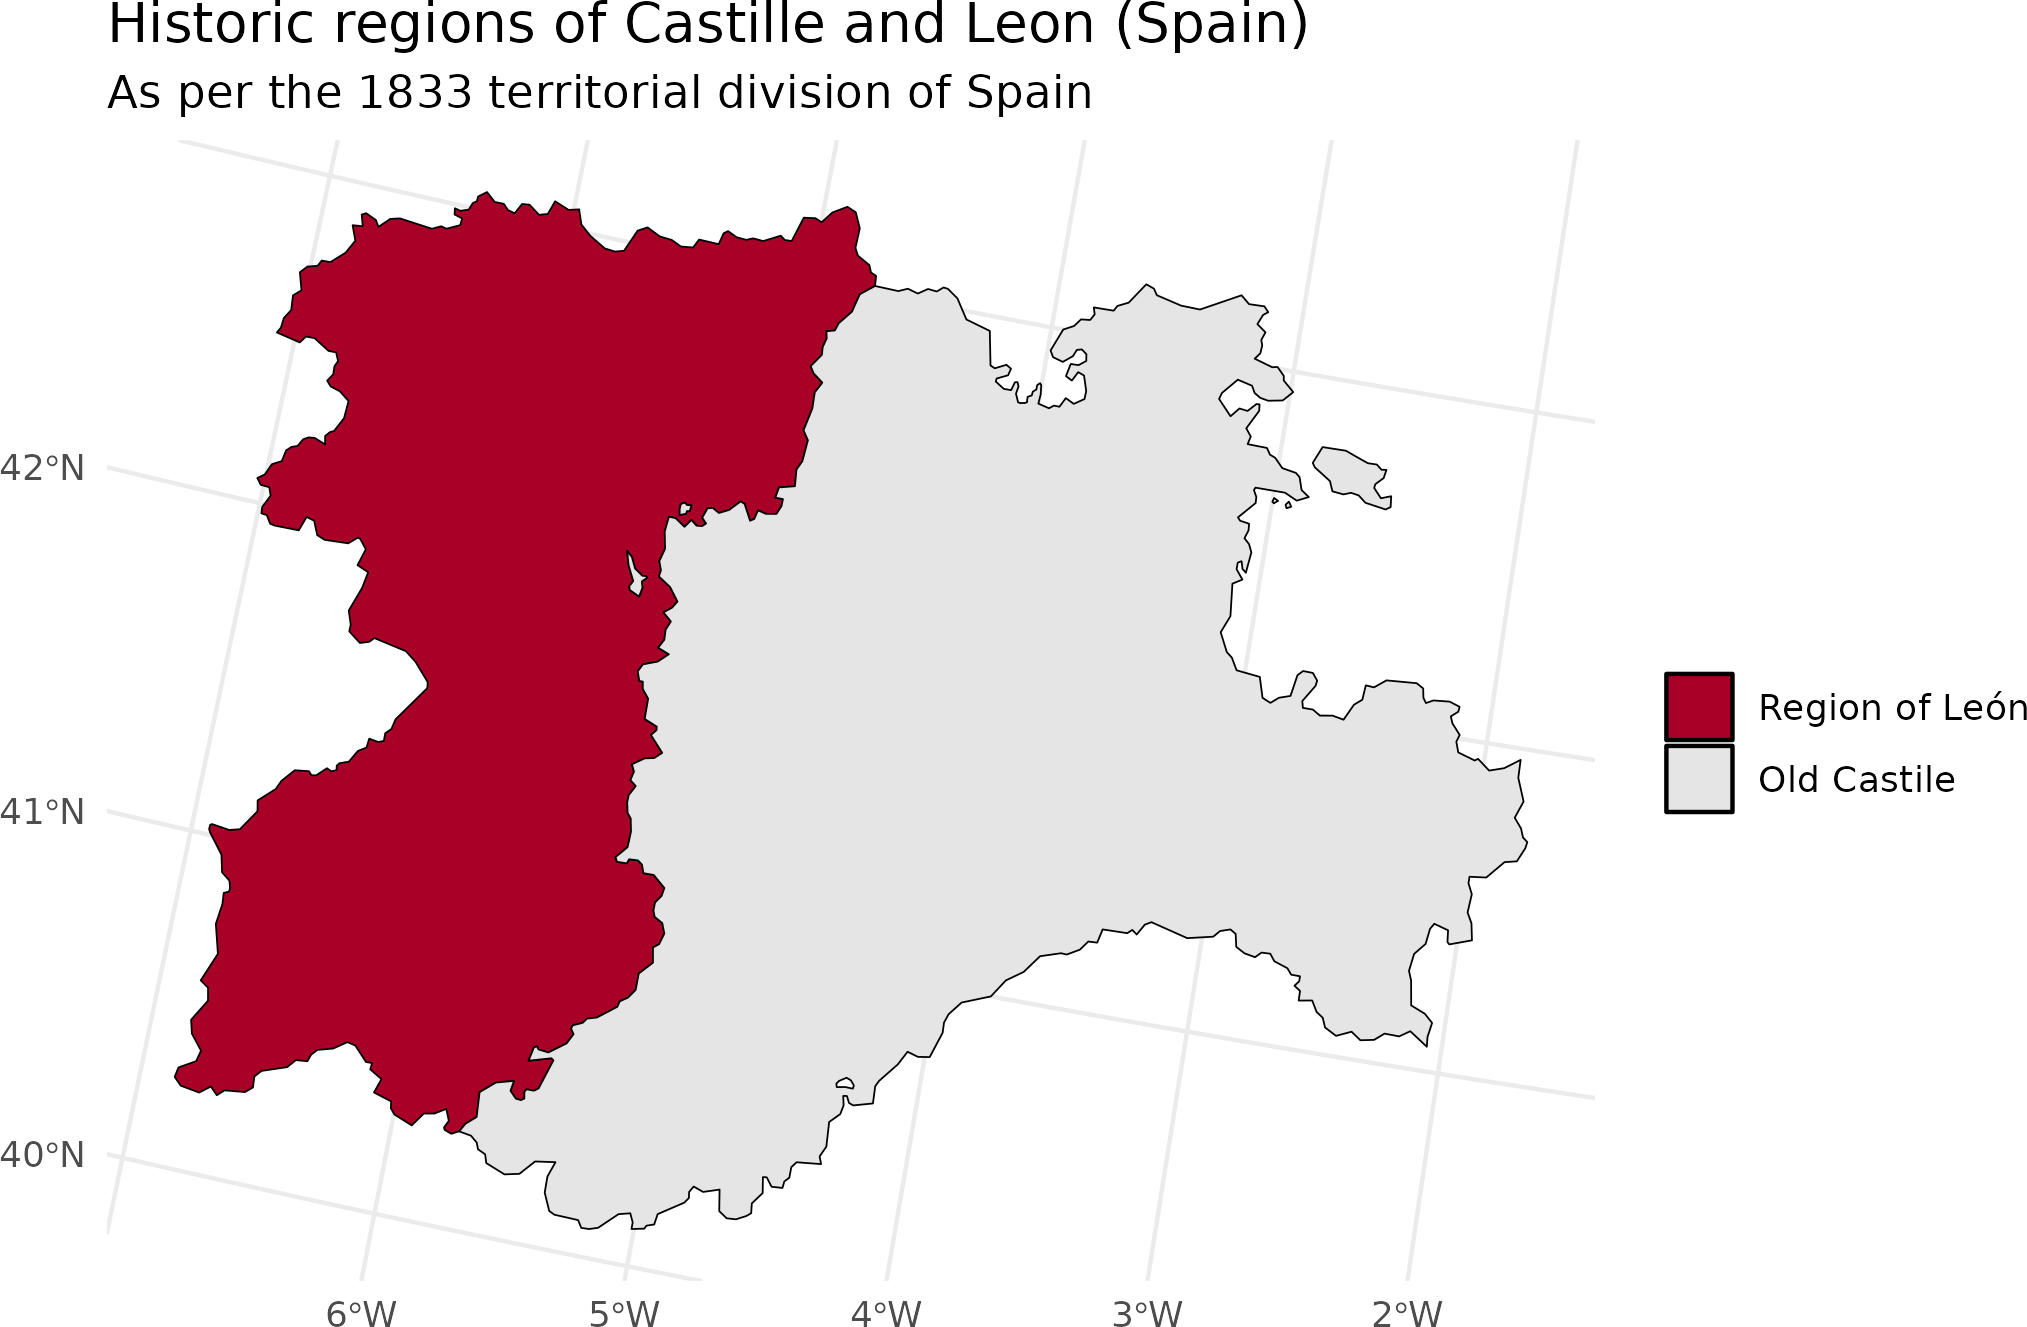 Historic regions of Castille and Leon (Spain)
As per the 1833 territorial division of Spain
42°N
41°N
40°N
6°W
5°W
4°W
3°W
2°W
Region of León
Old Castile